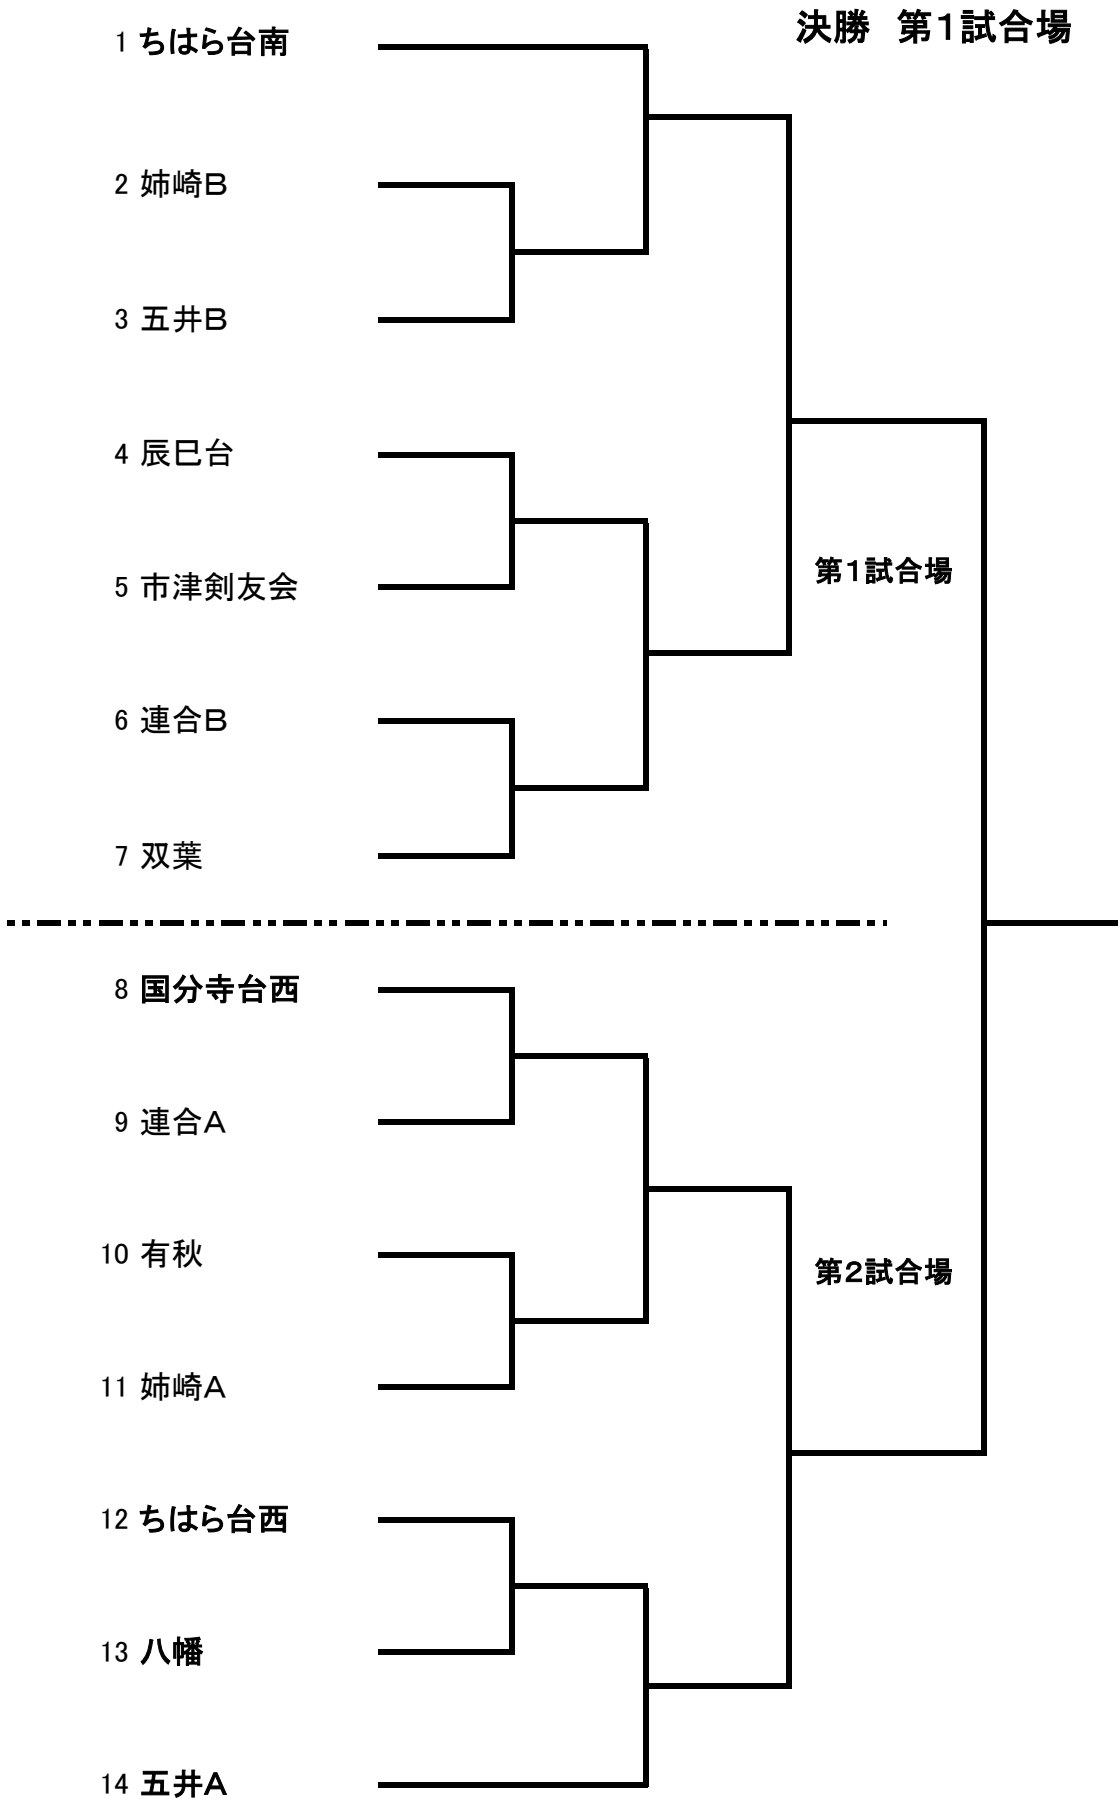 決勝　第１試合場
1 ちはら台南
2 姉崎Ｂ
3 五井Ｂ
4 辰巳台
5 市津剣友会
第１試合場
6 連合Ｂ
7 双葉
8 国分寺台西
9 連合Ａ
10 有秋
第２試合場
11 姉崎Ａ
12 ちはら台西
13 八幡
14 五井Ａ